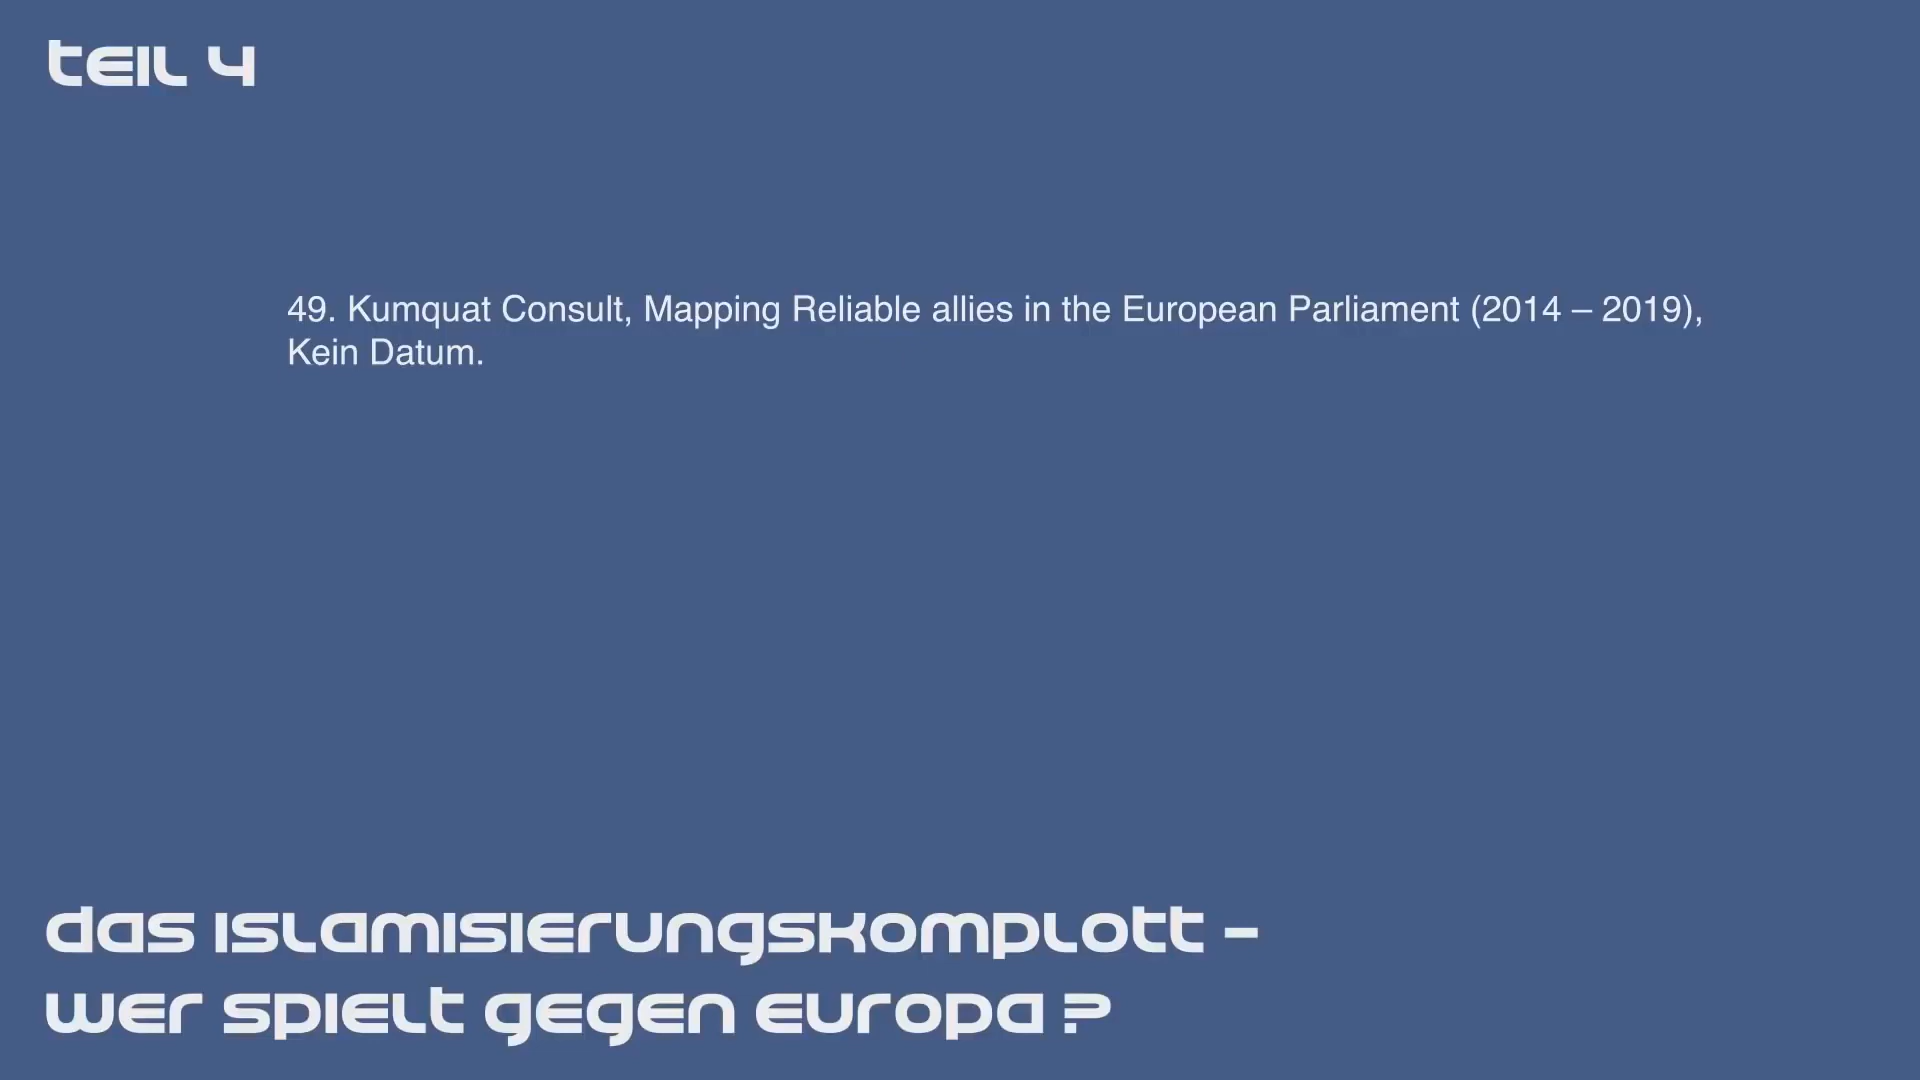 Teil 4
49. Kumquat Consult, Mapping Reliable allies in the European Parliament (2014 – 2019),
Kein Datum.
Das Islamisierungskomplott –
wer spielt gegen Europa ?